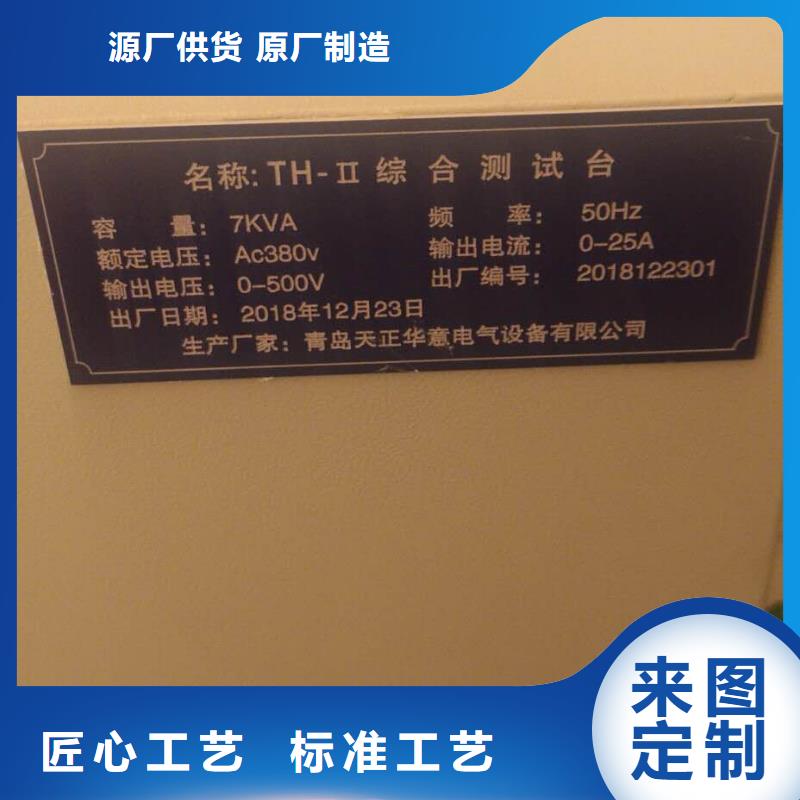 源厂供货 原厂制造
名称: TH-Ⅱ 综合测试台
容量: 7KVA 频率: 50Hz
额定电压: Ac380v 输出电流: 0-25A
输出电压: 0-500V 出厂编号: 2018122301
出厂日期: 2018年12月23日
生产厂家: 青岛天正华意电气设备有限公司
来图
定制
匠心工艺 标准工艺